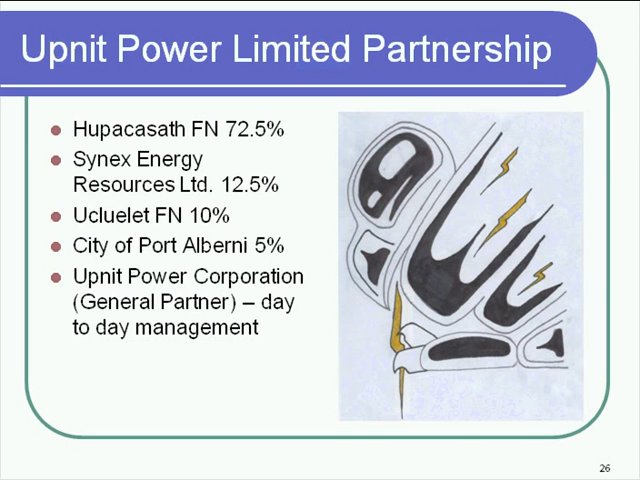 Upnit Power Limited Partnership
Hupacasath FN 72.5%
Synex Energy
Resources Ltd. 12.5%
Ucluelet FN 10%
City of Port Alberni 5%
Upnit Power Corporation
(General Partner) – day
to day management
26